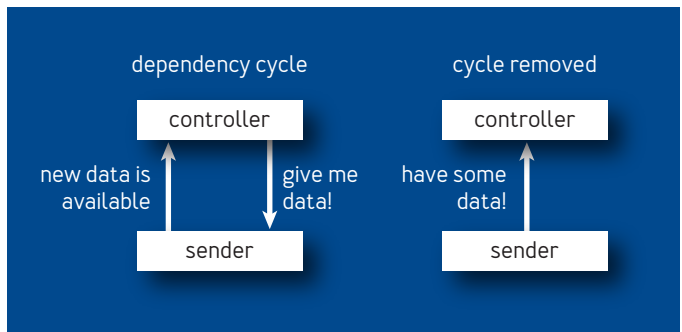 dependency cycle
controller
new data is
available
give me
data!
sender
cycle removed
controller
have some
data!
sender